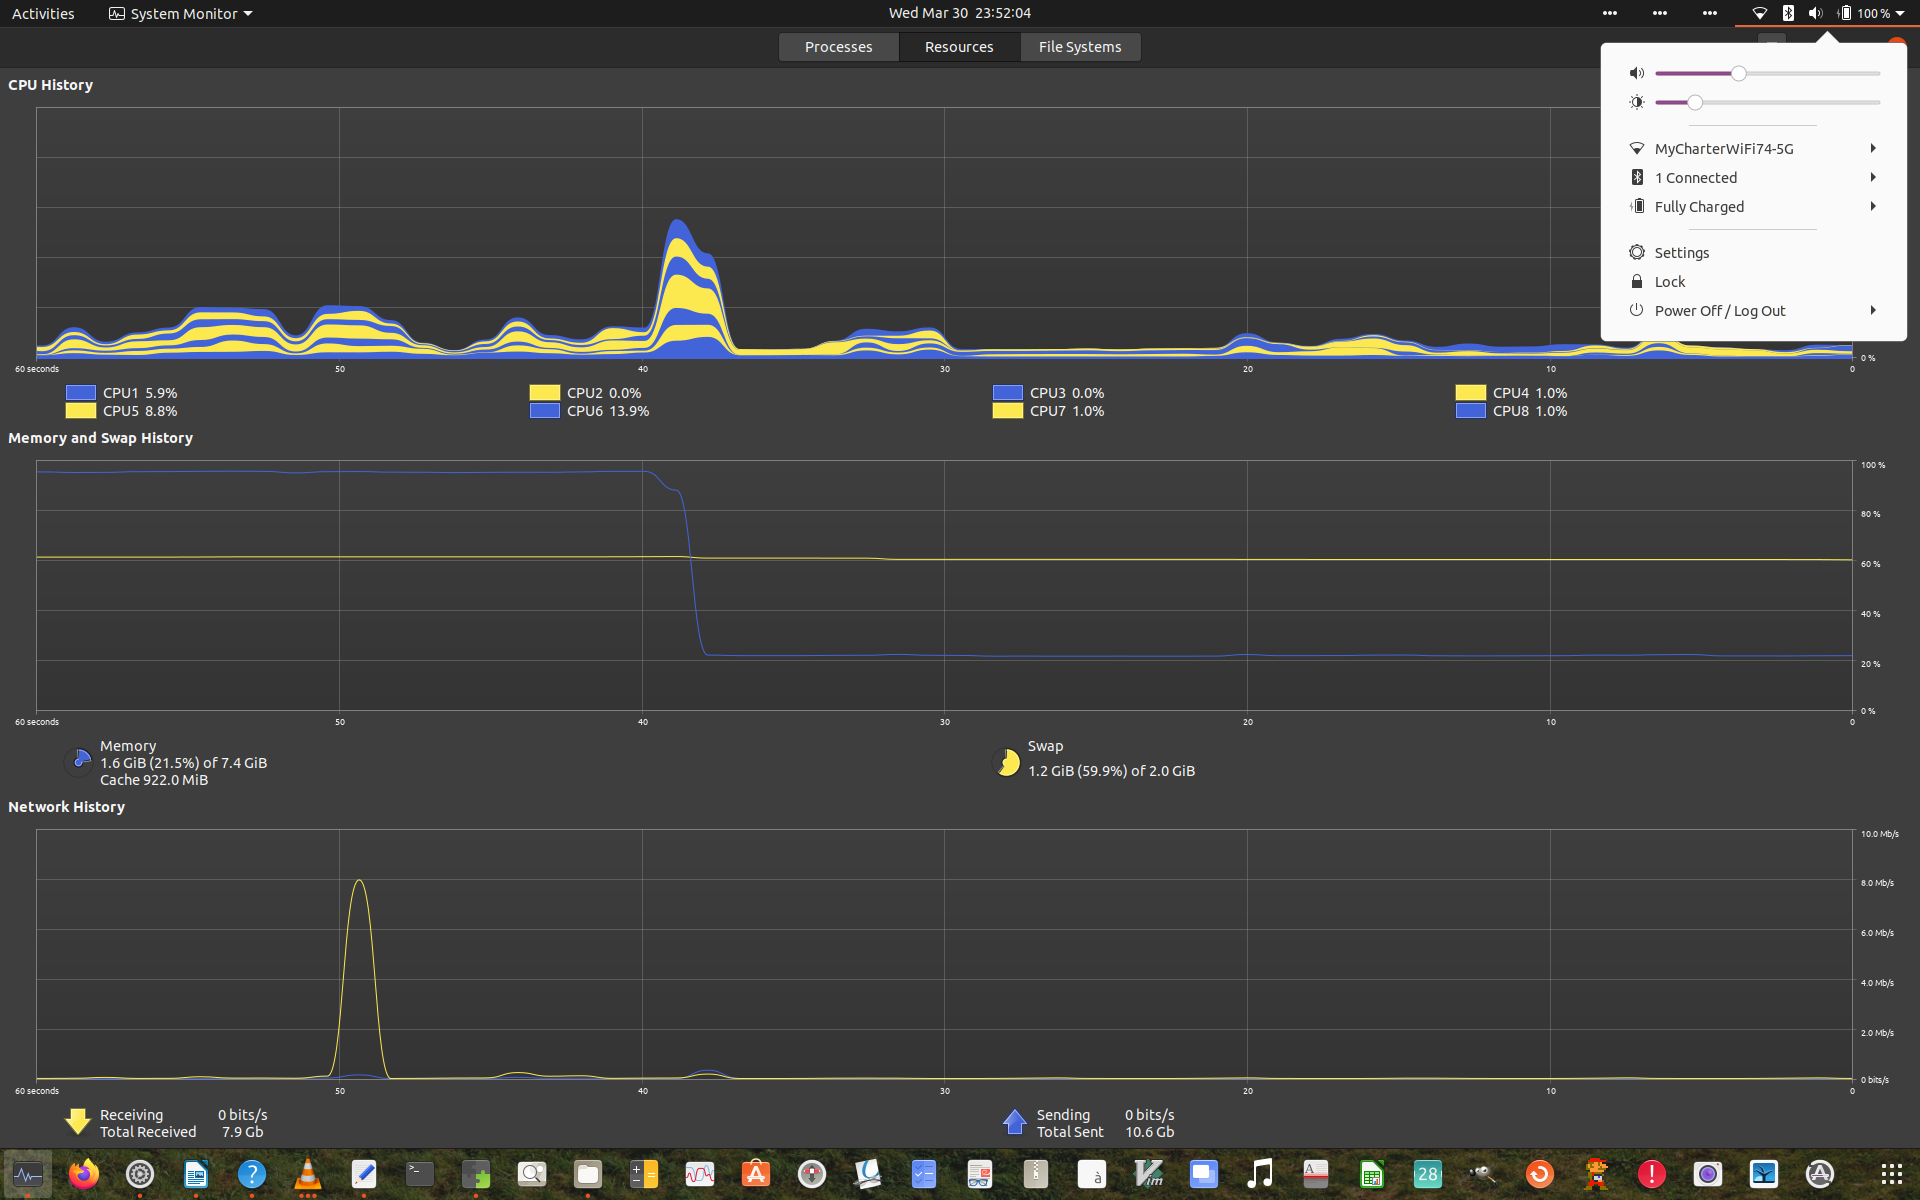 Activities System Monitor Wed Mar 30 23:52:04 100 %
Processes Resources File Systems
CPU History
MyCharterWiFi74-5G
1 Connected
Fully Charged
Settings
Lock
Power Off / Log Out
0 %
60 seconds 50 40 30 20 10 0
CPU1 5.9% CPU2 0.0% CPU3 0.0% CPU4 1.0%
CPU5 8.8% CPU6 13.9% CPU7 1.0% CPU8 1.0%
Memory and Swap History
100 %
80 %
60 %
40 %
20 %
0 %
60 seconds 50 40 30 20 10 0
Memory
1.6 GiB (21.5%) of 7.4 GiB
Cache 922.0 MiB
Swap
1.2 GiB (59.9%) of 2.0 GiB
Network History
10.0 Mb/s
8.0 Mb/s
6.0 Mb/s
4.0 Mb/s
2.0 Mb/s
0 bits/s
60 seconds 50 40 30 20 10 0
Receiving 0 bits/s
Total Received 7.9 Gb
Sending 0 bits/s
Total Sent 10.6 Gb
? >_ A à Vim A 28 !